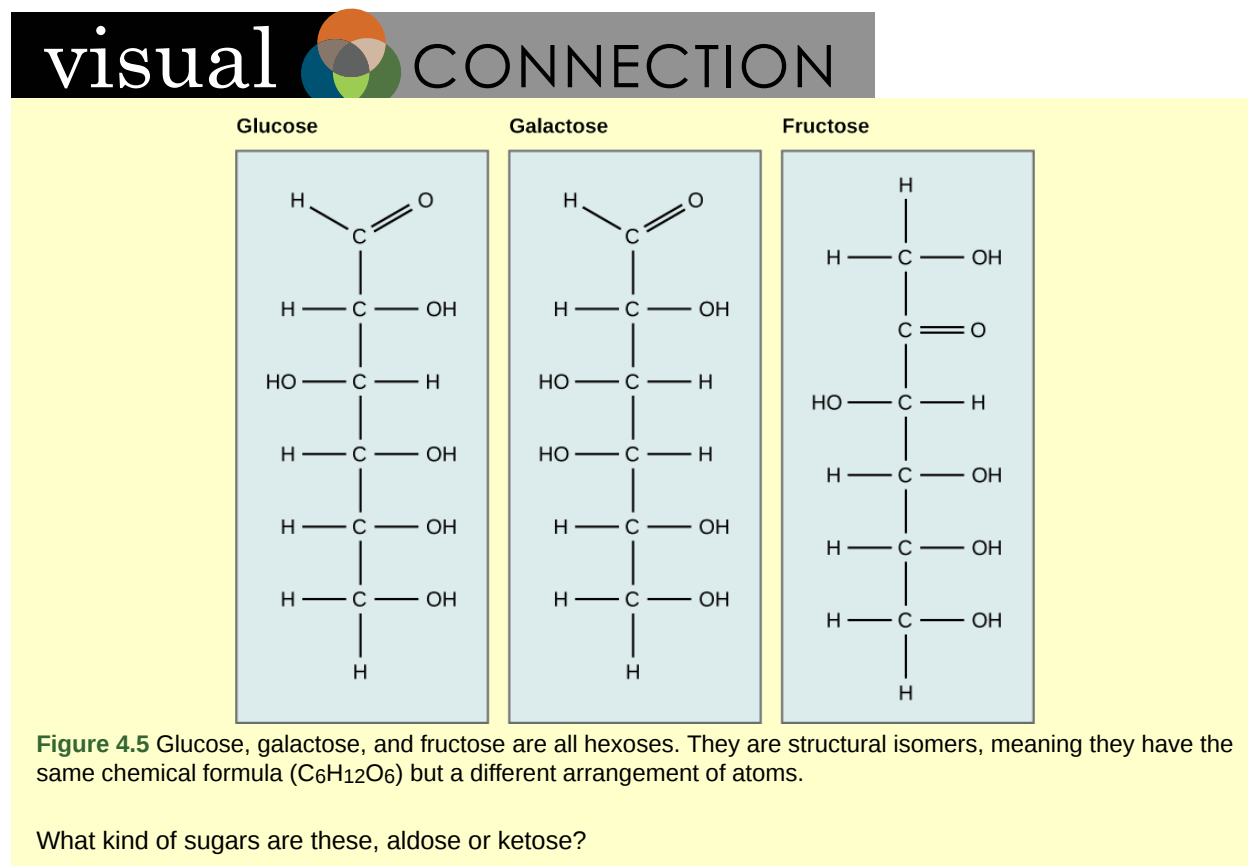 visual CONNECTION
Glucose Galactose Fructose
H O H O H
C C H C OH
H C OH H C OH C O
HO C H HO C H HO C H
H C OH HO C H H C OH
H C OH H C OH H C OH
H C OH H C OH H C OH
H H H
Figure 4.5 Glucose, galactose, and fructose are all hexoses. They are structural isomers, meaning they have the
same chemical formula (C6H12O6) but a different arrangement of atoms.
What kind of sugars are these, aldose or ketose?